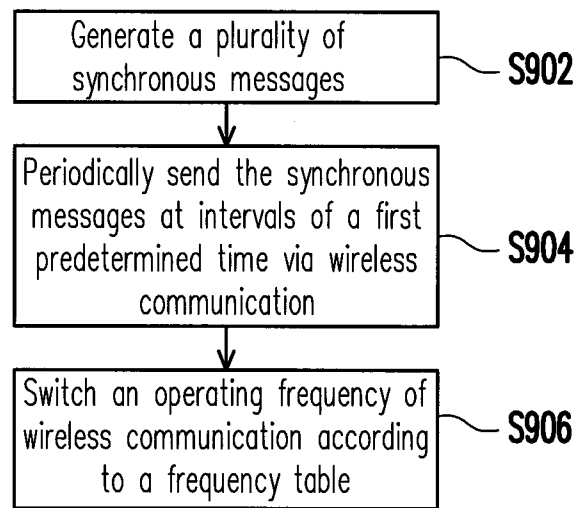 Generate a plurality of
synchronous messages
S902
Periodically send the synchronous
messages at intervals of a first
predetermined time via wireless
communication
S904
Switch an operating frequency of
wireless communication according
to a frequency table
S906